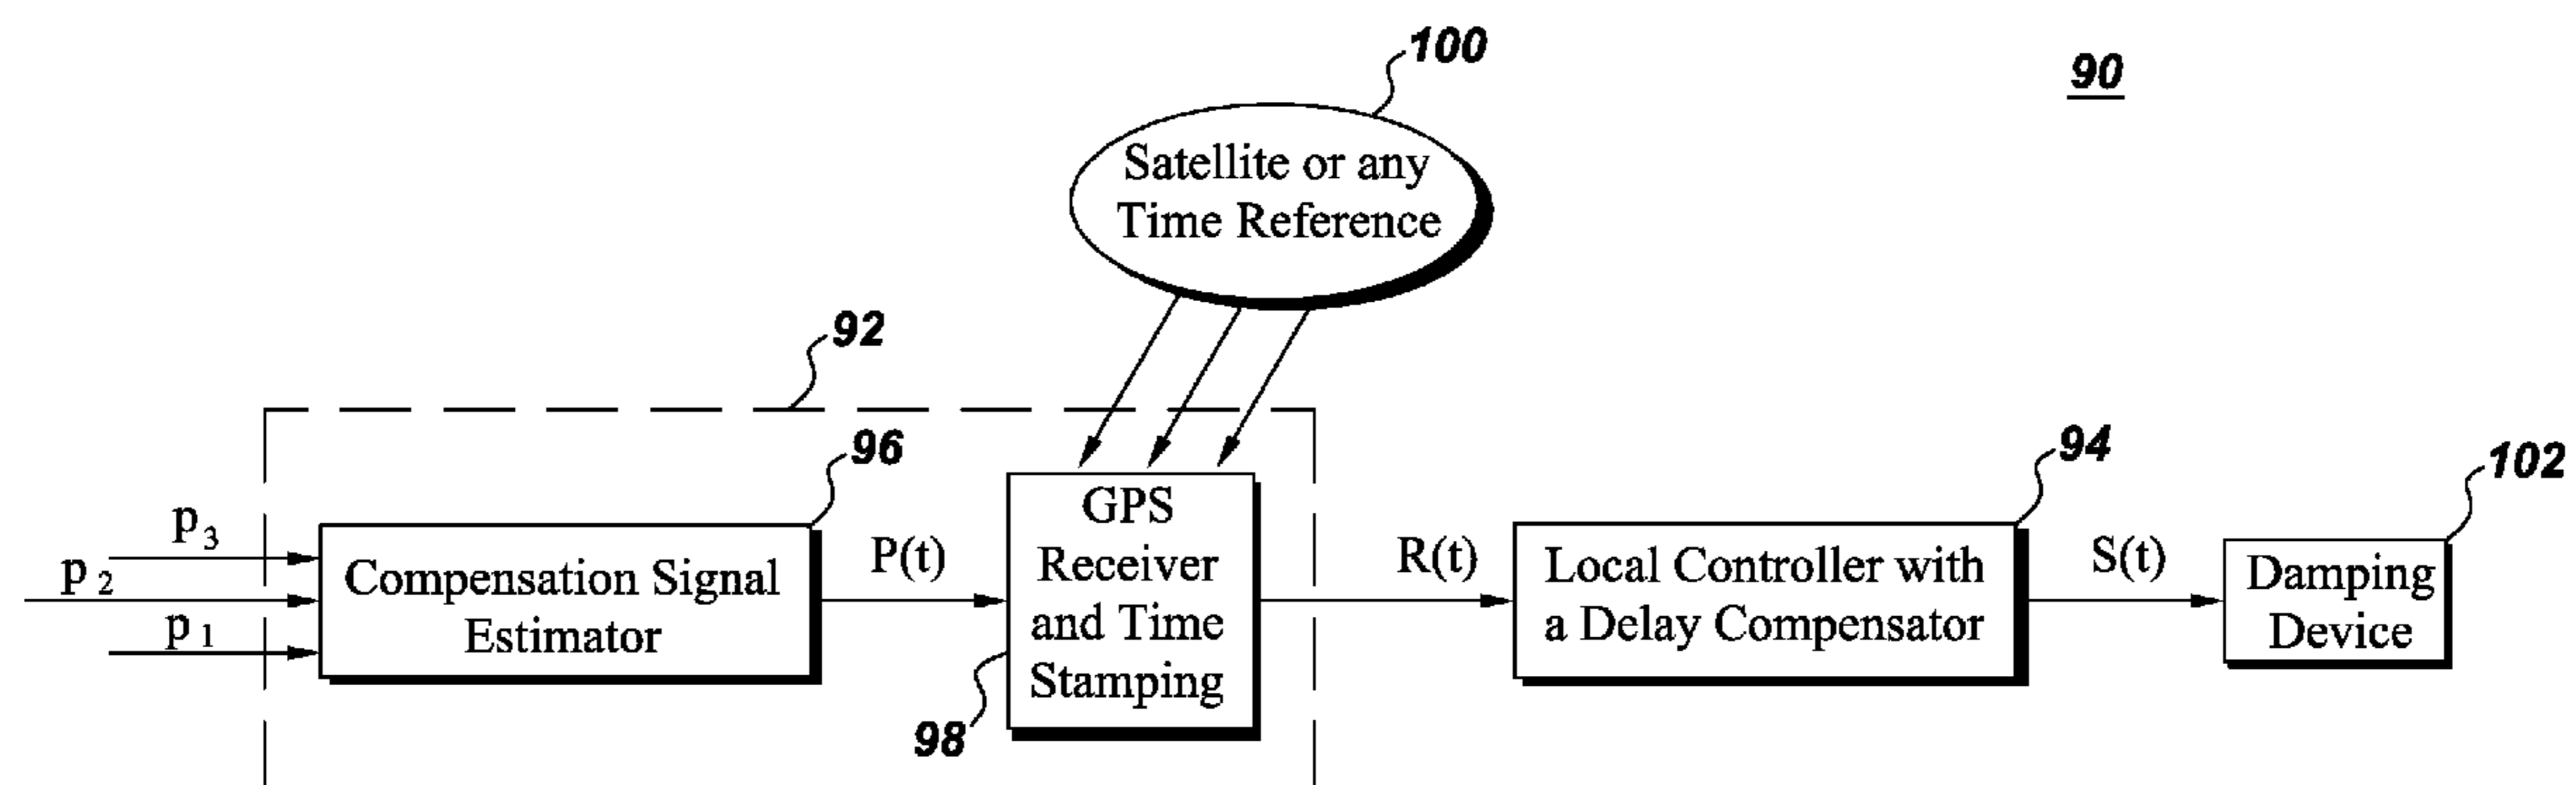 100
90
Satellite or any
Time Reference
92
96
94
102
p3
p2
p1
Compensation Signal
Estimator
P(t)
GPS
Receiver
and Time
Stamping
98
R(t)
Local Controller with
a Delay Compensator
S(t)
Damping
Device